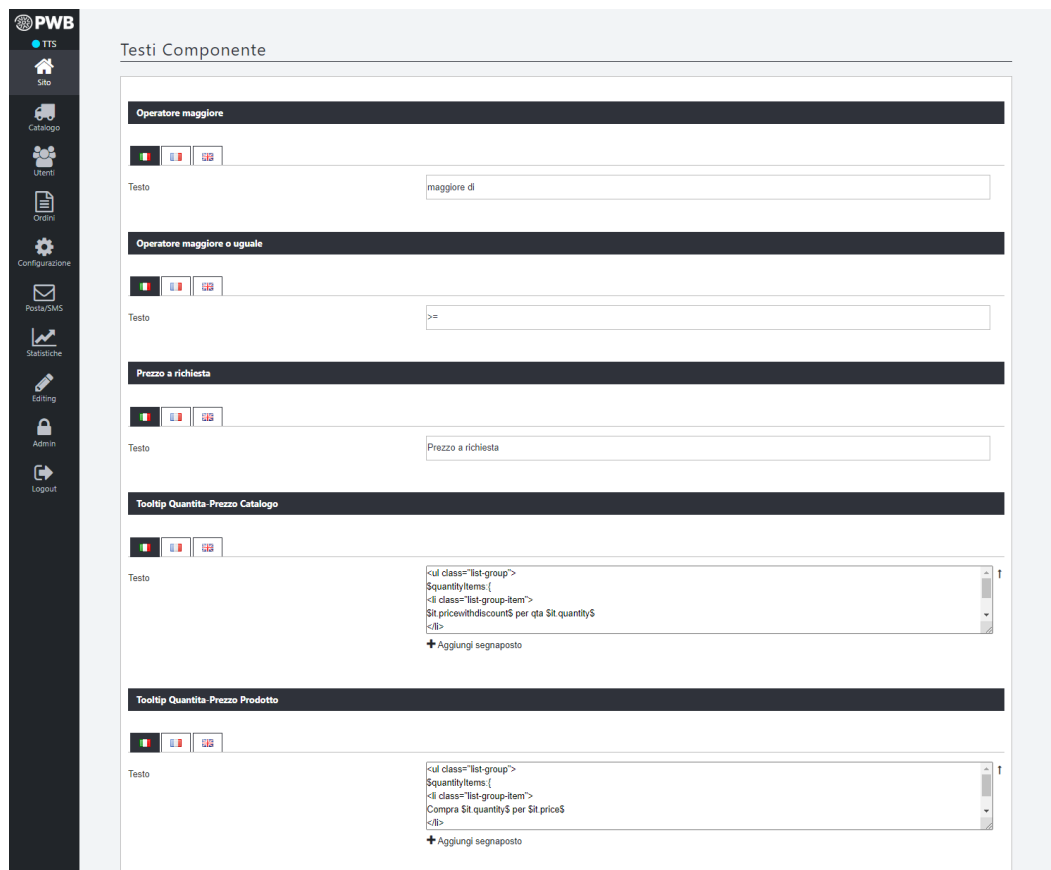 PWB
TTS
Sito
Catalogo
Utenti
Ordini
Configurazione
Posta/SMS
Statistiche
Editing
Admin
Logout
Testi Componente
Operatore maggiore
Testo
maggiore di
Operatore maggiore o uguale
Testo
>=
Prezzo a richiesta
Testo
Prezzo a richiesta
Tooltip Quantita-Prezzo Catalogo
Testo
<ul class="list-group">
$quantityItems:{
<li class="list-group-item">
$it.pricewithdiscount$ per qta $it.quantity$
</li>
Aggiungi segnaposto
Tooltip Quantita-Prezzo Prodotto
Testo
<ul class="list-group">
$quantityItems:{
<li class="list-group-item">
Compra $it.quantity$ per $it.price$
</li>
Aggiungi segnaposto